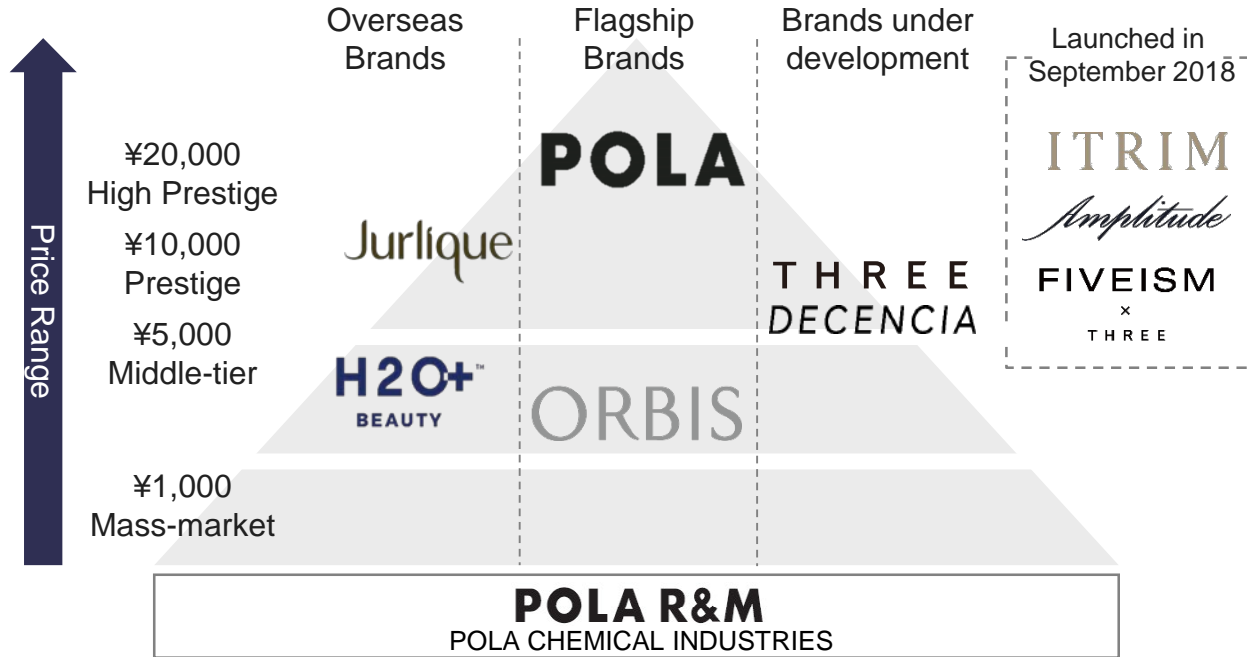 Overseas
Brands
Flagship
Brands
Brands under
development
Launched in
September 2018
Price Range
¥20,000
High Prestige
¥10,000
Prestige
¥5,000
Middle-tier
¥1,000
Mass-market
Jurlique
H2O+™
BEAUTY
POLA
ORBIS
THREE
DECENCIA
ITRIM
Amplitude
FIVEISM
×
THREE
POLA R&M
POLA CHEMICAL INDUSTRIES